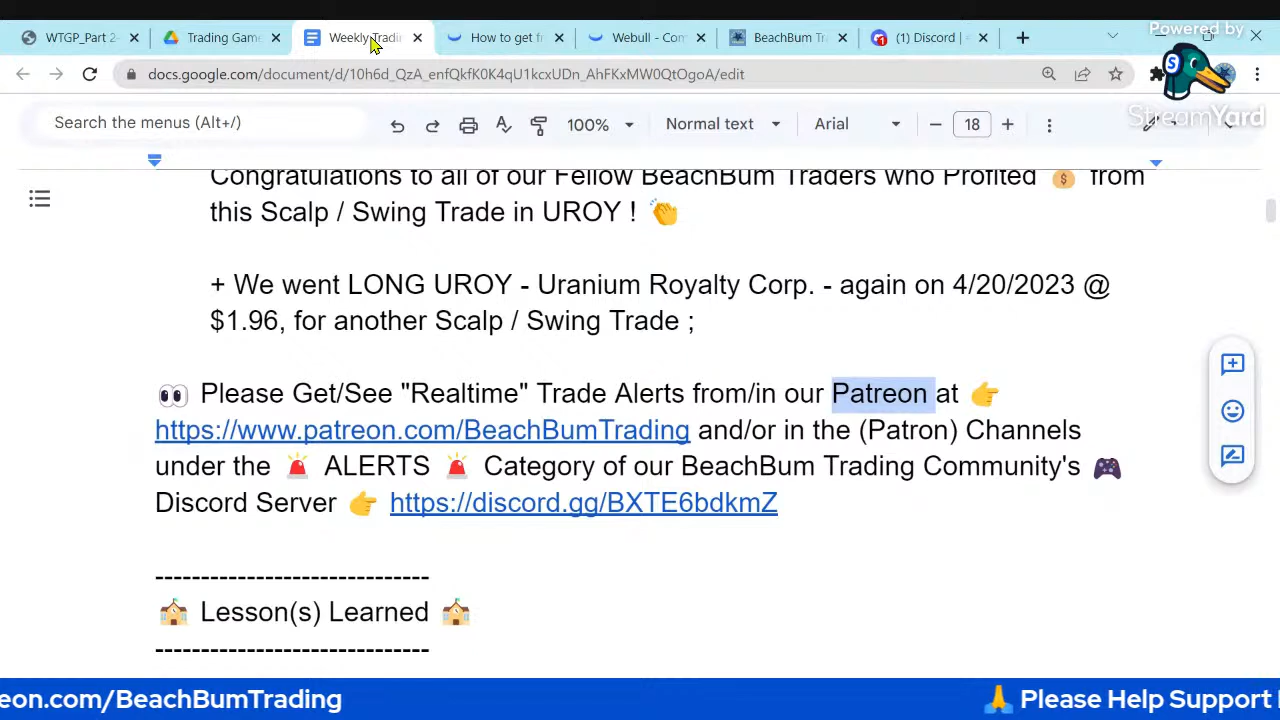 Powered by
StreamYard
WTGP_Part 2-
Trading Game
Weekly Tradin
How to get f
Webull - Com
BeachBum Tr
(1) Discord |
docs.google.com/document/d/10h6d_QzA_enfQkfK0K4qU1kcxUDn_AhFKxMW0QtOgoA/edit
Search the menus (Alt+/)
100%
Normal text
Arial
18
Congratulations to all of our Fellow BeachBum Traders who Profited 💰 from
this Scalp / Swing Trade in UROY ! 👏
+ We went LONG UROY - Uranium Royalty Corp. - again on 4/20/2023 @
$1.96, for another Scalp / Swing Trade ;
👀 Please Get/See "Realtime" Trade Alerts from/in our Patreon at 👉
https://www.patreon.com/BeachBumTrading and/or in the (Patron) Channels
under the 🚨 ALERTS 🚨 Category of our BeachBum Trading Community's 🎮
Discord Server 👉 https://discord.gg/BXTE6bdkmZ
-----------------------------
🏫 Lesson(s) Learned 🏫
-----------------------------
eon.com/BeachBumTrading
🙏 Please Help Support